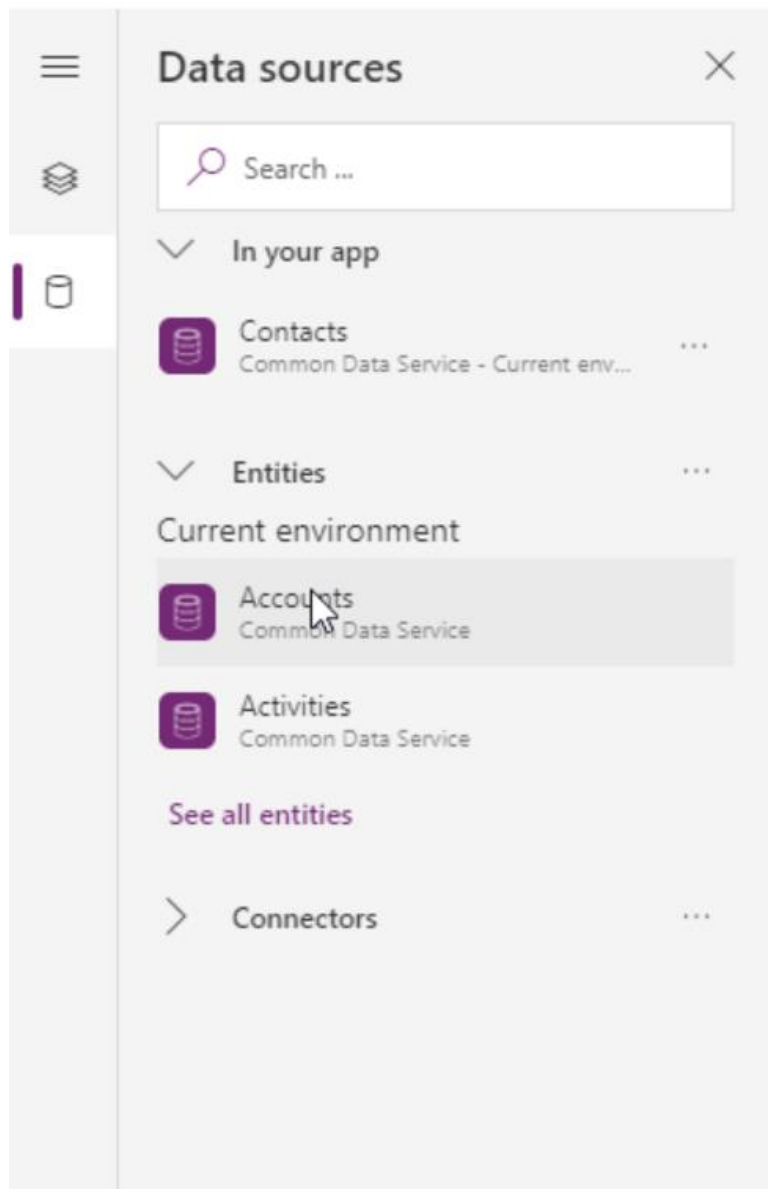 Data sources
Search ...
In your app
Contacts
Common Data Service - Current env...
Entities
Current environment
Accounts
Common Data Service
Activities
Common Data Service
See all entities
Connectors